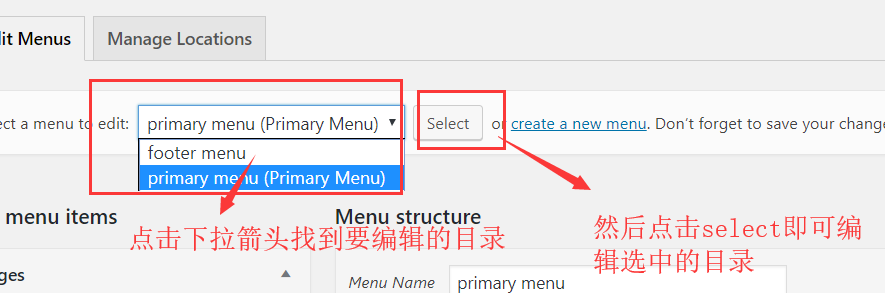 lit Menus
Manage Locations
ect a menu to edit:
primary menu (Primary Menu)
Select
or create a new menu. Don’t forget to save your change
footer menu
primary menu (Primary Menu)
menu items
Menu structure
点击下拉箭头找到要编辑的目录
然后点击select即可编
辑选中的目录
ges
Menu Name
primary menu